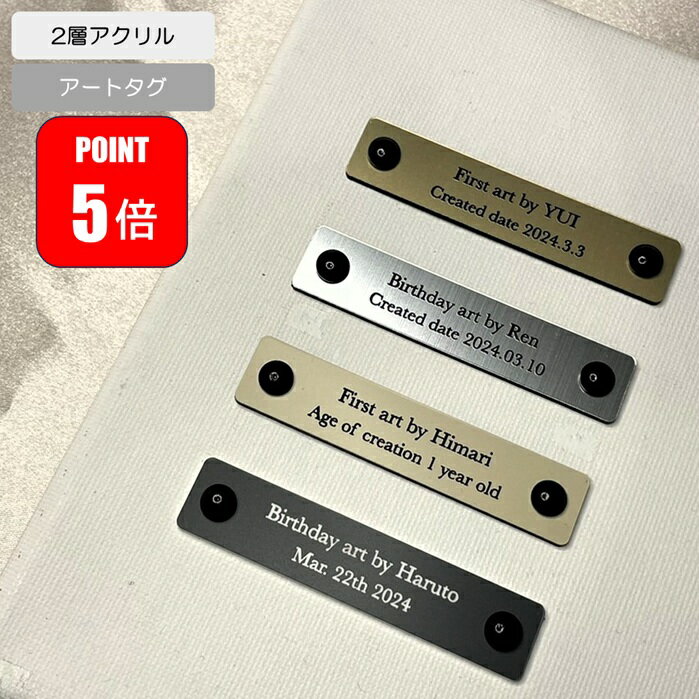 2層アクリル
アートタグ
POINT
5倍
First art by YUI
Created date 2024.3.3
Birthday art by Ren
Created date 2024.03.10
First art by Himari
Age of creation 1 year old
Birthday art by Haruto
Mar. 22th 2024